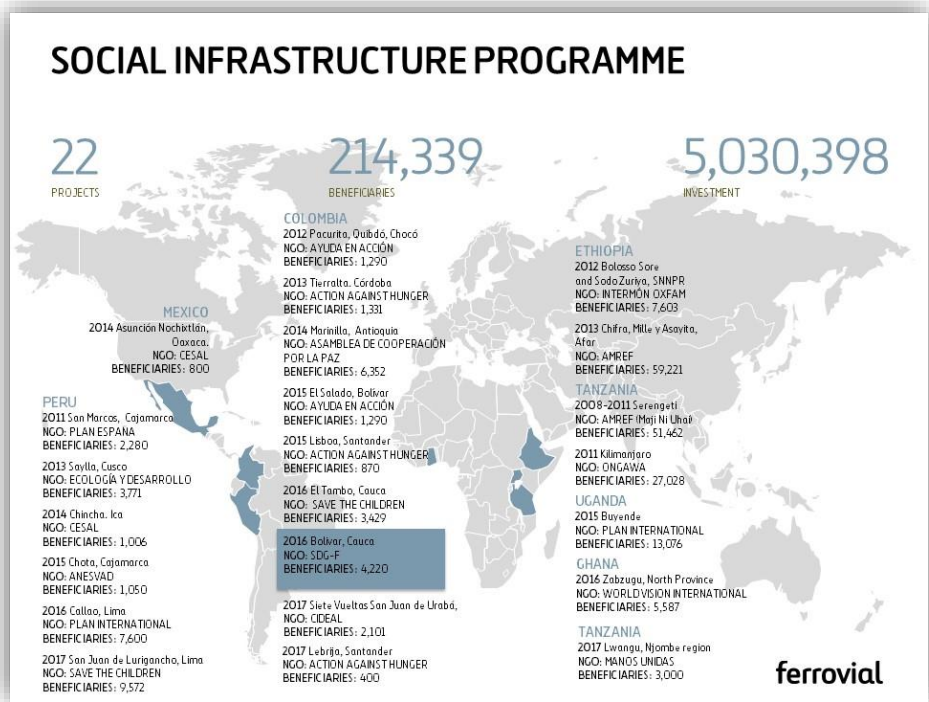 SOCIAL INFRASTRUCTURE PROGRAMME
22
PROJECTS
214,339
BENEFICIARIES
5,030,398
INVESTMENT
MEXICO
2014 Asunción Nochixtlán,
Oaxaca.
NGO: CESAL
BENEFICIARIES: 800
PERU
2011 San Marcos, Cajamarca
NGO: PLAN ESPANA
BENEFICIARIES: 2,280
2013 Saylla, Cusco
NGO: ECOLOGÍA Y DESARROLLO
BENEFICIARIES: 3,771
2014 Chincha. Ica
NGO: CESAL
BENEFICIARIES: 1,006
2015 Chota, Cajamarca
NGO: ANESVAD
BENEFICIARIES: 1,050
2016 Callao, Lima
NGO: PLAN INTERNATIONAL
BENEFICIARIES: 7,600
2017 San Juan de Lurigancho, Lima
NGO: SAVE THE CHILDREN
BENEFICIARIES: 9,572
COLOMBIA
2012 Pacurita, Quibdó, Chocó
NGO: AYUDA EN ACCIÓN
BENEFICIARIES: 1,290
2013 Tierralta. Córdoba
NGO: ACTION AGAINST HUNGER
BENEFICIARIES: 1,331
2014 Marinilla, Antioquia
NGO: ASAMBLEA DE COOPERACIÓN
POR LA PAZ
BENEFICIARIES: 6,352
2015 El Salado, Bolivar
NGO: AYUDA EN ACCIÓN
BENEFICIARIES: 1,290
2015 Lisboa, Santander
NGO: ACTION AGAINST HUNGER
BENEFICIARIES: 870
2016 El Tambo, Cauca
NGO: SAVE THE CHILDREN
BENEFICIARIES: 3,429
2016 Bolivar, Cauca
NGO: SDG-F
BENEFICIARIES: 4,220
2017 Siete Vueltas San Juan de Urabá,
NGO: CIDEAL
BENEFICIARIES: 2,101
2017 Lebrija, Santander
NGO: ACTION AGAINST HUNGER
BENEFICIARIES: 400
ETHIOPIA
2012 Bolosso Sore
and Sodo Zuriya, SNNPR
NGO: INTERMÓN OXFAM
BENEFICIARIES: 7,603
2013 Chifra, Mille y Asayita,
Afar
NGO: AMREF
BENEFICIARIES: 59,221
TANZANIA
2008-2011 Serengeti
NGO: AMREF (Maji Ni Uhai)
BENEFICIARIES: 51,462
2011 Kilimanjaro
NGO: ONGAWA
BENEFICIARIES: 27,028
UGANDA
2015 Buyende
NGO: PLAN INTERNATIONAL
BENEFICIARIES: 13,076
GHANA
2016 Zabzugu, North Province
NGO: WORLD VISION INTERNATIONAL
BENEFICIARIES: 5,587
TANZANIA
2017 Lwangu, Njombe region
NGO: MANOS UNIDAS
BENEFICIARIES: 3,000
ferrovial